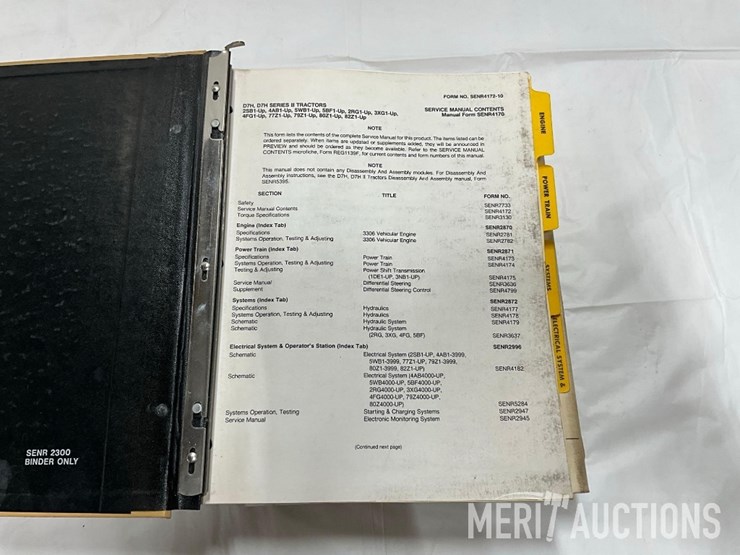 FORM NO. SENR4172-10
D7H, D7H SERIES II TRACTORS
2SB1-Up, 4AB1-Up, 5WB1-Up, 5BF1-Up, 2RG1-Up, 3XG1-Up,
4FG1-Up, 77Z1-Up, 79Z1-Up, 80Z1-Up, 82Z1-Up
SERVICE MANUAL CONTENTS
Manual Form SENR4170
NOTE
This form lists the contents of the complete Service Manual for this product. The items listed can be
ordered separately. When items are updated or supplements added, they will be announced in
PREVIEW and should be ordered as they become available. Refer to the SERVICE MANUAL
CONTENTS microfiche, Form REG1139F, for current contents and form numbers of this manual.
NOTE
This manual does not contain any Disassembly And Assembly modules. For Disassembly And
Assembly instructions, see the D7H, D7H II Tractors Disassembly And Assembly manual, Form
SENR5395.
SECTION TITLE FORM NO.
Safety SENR7733
Service Manual Contents SENR4172
Torque Specifications SENR3130
Engine (Index Tab) SENR2870
Specifications 3306 Vehicular Engine SENR2781
Systems Operation, Testing & Adjusting 3306 Vehicular Engine SENR2782
Power Train (Index Tab) SENR2871
Specifications Power Train SENR4173
Systems Operation, Testing & Adjusting Power Train SENR4174
Testing & Adjusting Power Shift Transmission
(1DE1-UP, 3NB1-UP) SENR4175
Service Manual Differential Steering SENR3636
Supplement Differential Steering Control SENR4799
Systems (Index Tab) SENR2872
Specifications Hydraulics SENR4177
Systems Operation, Testing & Adjusting Hydraulics SENR4178
Schematic Hydraulic System SENR4179
Schematic Hydraulic System
(2RG, 3XG, 4FG, 5BF) SENR3637
Electrical System & Operator's Station (Index Tab) SENR2996
Schematic Electrical System (2SB1-UP, 4AB1-3999,
5WB1-3999, 77Z1-UP, 79Z1-3999,
80Z1-3999, 82Z1-UP) SENR4182
Schematic Electrical System (4AB4000-UP,
5WB4000-UP, 5BF4000-UP,
2RG4000-UP, 3XG4000-UP,
4FG4000-UP, 79Z4000-UP,
80Z4000-UP) SENR5284
Systems Operation, Testing Starting & Charging Systems SENR2947
Service Manual Electronic Monitoring System SENR2945
(Continued next page)
ENGINE
POWER TRAIN
SYSTEMS
ELECTRICAL SYSTEM &
SENR 2300
BINDER ONLY
MERIT AUCTIONS